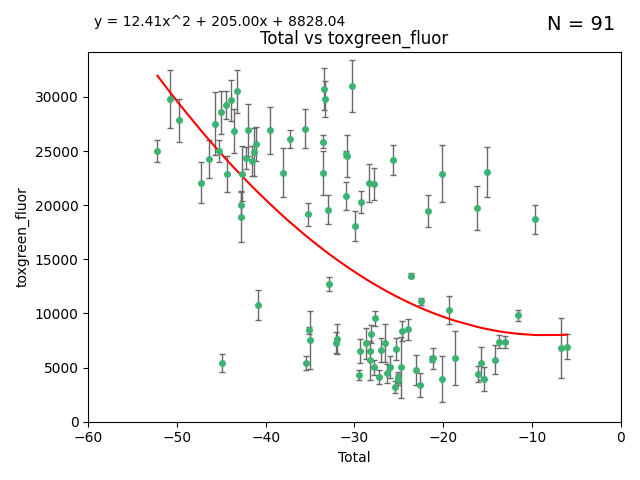 y = 12.41x^2 + 205.00x + 8828.04
N = 91
Total vs toxgreen_fluor
toxgreen_fluor
30000
25000
20000
15000
10000
5000
0
−60
−50
−40
−30
−20
−10
0
Total